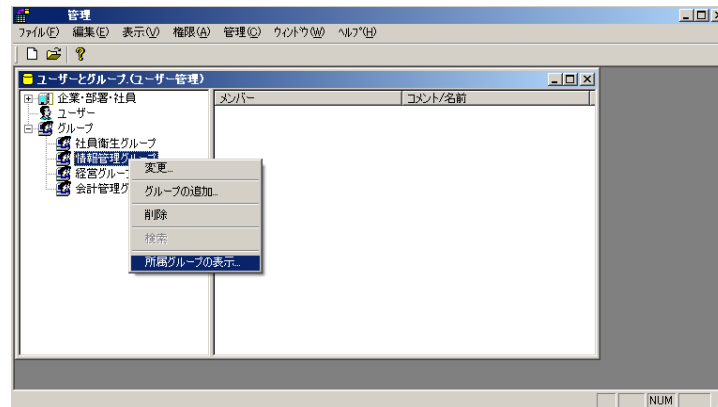 管理
ファイル(F) 編集(E) 表示(V) 権限(A) 管理(C) ウィンドウ(W) ヘルプ(H)
ユーザーとグループ.(ユーザー管理)
企業・部署・社員
ユーザー
グループ
社員衛生グループ
情報管理グループ
経営グルー
会計管理グ
メンバー コメント/名前
変更...
グループの追加...
削除
検索
所属グループの表示...
NUM